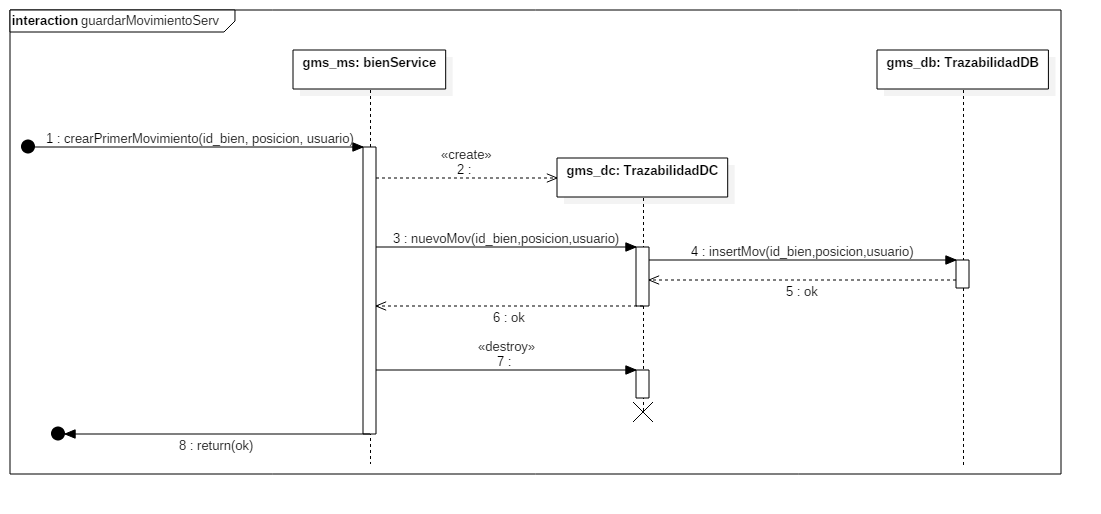 interaction guardarMovimientoServ
gms_ms: bienService
gms_db: TrazabilidadDB
1 : crearPrimerMovimiento(id_bien, posicion, usuario)
«create»
2 :
gms_dc: TrazabilidadDC
3 : nuevoMov(id_bien,posicion,usuario)
4 : insertMov(id_bien,posicion,usuario)
5 : ok
6 : ok
«destroy»
7 :
8 : return(ok)